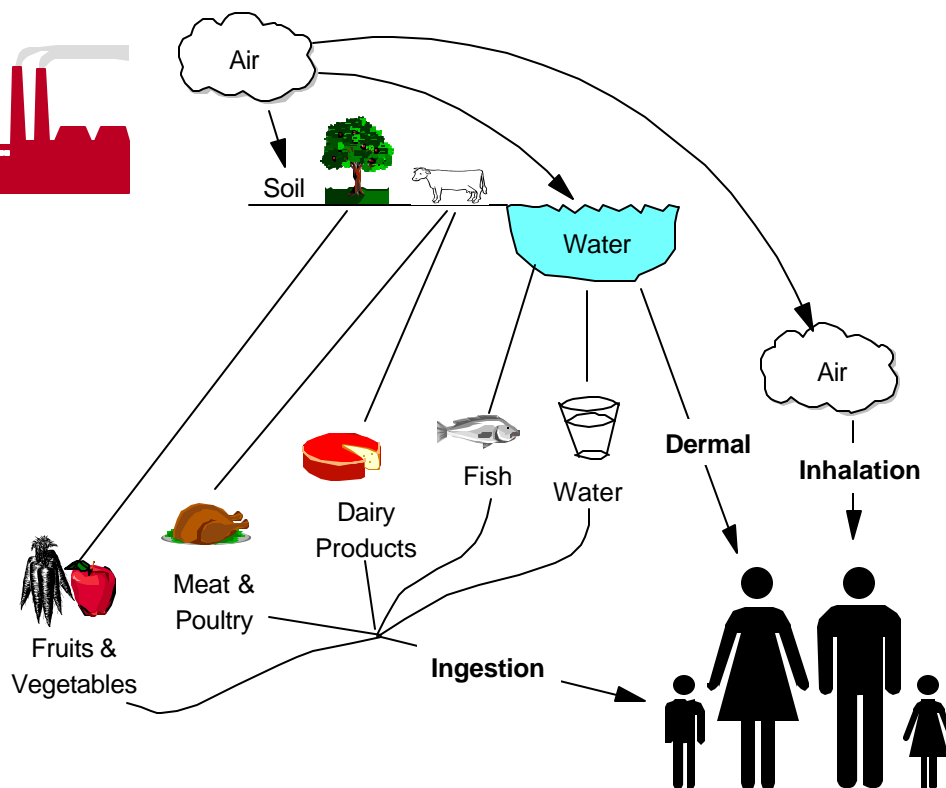 Air
Soil
Water
Air
Dermal
Inhalation
Fish
Water
Dairy
Products
Meat &
Poultry
Fruits &
Vegetables
Ingestion